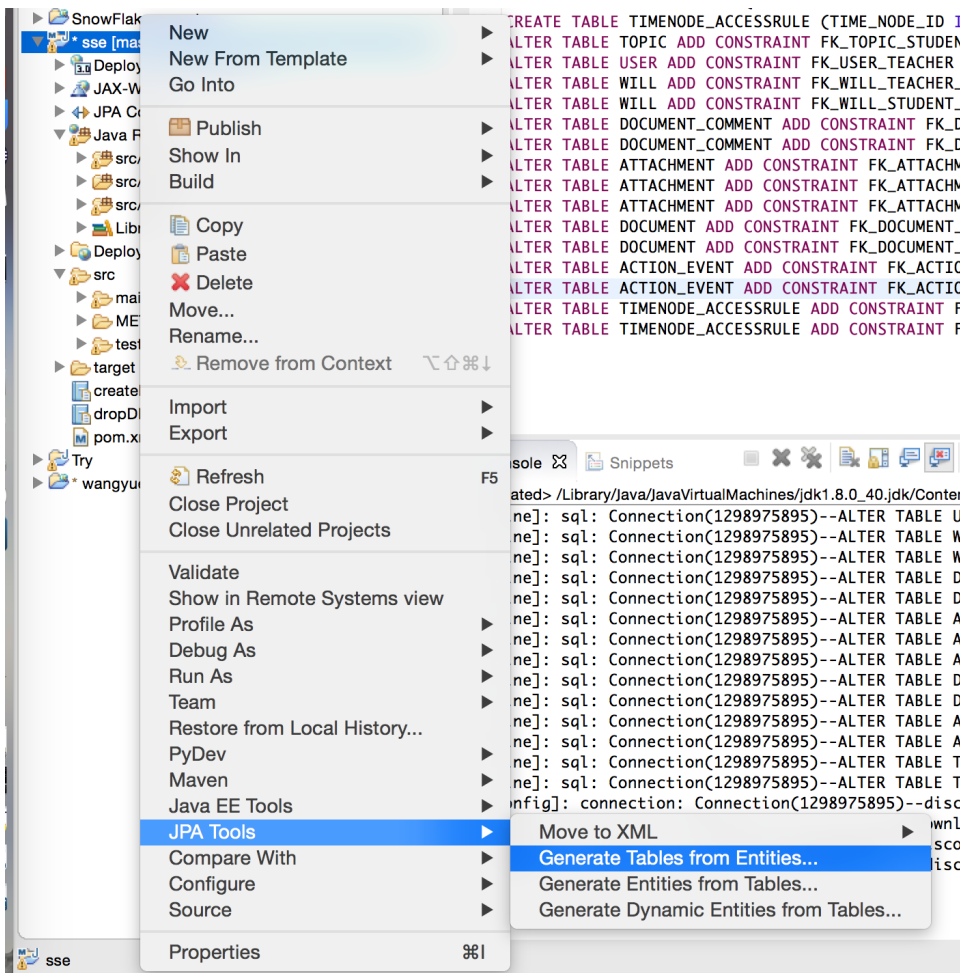 SnowFlak
* sse [mas
Deploy
JAX-W
JPA Co
Java R
src/
src/
src/
Libr
Deploy
src
mai
ME
test
target
create
dropD
pom.x
Try
* wangyu
New
New From Template
Go Into
Publish
Show In
Build
Copy
Paste
Delete
Move...
Rename...
Remove from Context ⌥⇧⌘↓
Import
Export
Refresh F5
Close Project
Close Unrelated Projects
Validate
Show in Remote Systems view
Profile As
Debug As
Run As
Team
Restore from Local History...
PyDev
Maven
Java EE Tools
JPA Tools
Compare With
Configure
Source
Properties ⌘I
Move to XML
Generate Tables from Entities...
Generate Entities from Tables...
Generate Dynamic Entities from Tables...
CREATE TABLE TIMENODE_ACCESSRULE (TIME_NODE_ID I
ALTER TABLE TOPIC ADD CONSTRAINT FK_TOPIC_STUDEN
ALTER TABLE USER ADD CONSTRAINT FK_USER_TEACHER
ALTER TABLE WILL ADD CONSTRAINT FK_WILL_TEACHER_
ALTER TABLE WILL ADD CONSTRAINT FK_WILL_STUDENT_
ALTER TABLE DOCUMENT_COMMENT ADD CONSTRAINT FK_D
ALTER TABLE DOCUMENT_COMMENT ADD CONSTRAINT FK_D
ALTER TABLE ATTACHMENT ADD CONSTRAINT FK_ATTACHM
ALTER TABLE ATTACHMENT ADD CONSTRAINT FK_ATTACHM
ALTER TABLE ATTACHMENT ADD CONSTRAINT FK_ATTACHM
ALTER TABLE DOCUMENT ADD CONSTRAINT FK_DOCUMENT_
ALTER TABLE DOCUMENT ADD CONSTRAINT FK_DOCUMENT_
ALTER TABLE ACTION_EVENT ADD CONSTRAINT FK_ACTIO
ALTER TABLE ACTION_EVENT ADD CONSTRAINT FK_ACTIO
ALTER TABLE TIMENODE_ACCESSRULE ADD CONSTRAINT F
ALTER TABLE TIMENODE_ACCESSRULE ADD CONSTRAINT F
nsole Snippets
ated> /Library/Java/JavaVirtualMachines/jdk1.8.0_40.jdk/Conten
ne]: sql: Connection(1298975895)--ALTER TABLE U
ne]: sql: Connection(1298975895)--ALTER TABLE W
ne]: sql: Connection(1298975895)--ALTER TABLE W
ne]: sql: Connection(1298975895)--ALTER TABLE D
ne]: sql: Connection(1298975895)--ALTER TABLE D
ne]: sql: Connection(1298975895)--ALTER TABLE A
ne]: sql: Connection(1298975895)--ALTER TABLE A
ne]: sql: Connection(1298975895)--ALTER TABLE A
ne]: sql: Connection(1298975895)--ALTER TABLE D
ne]: sql: Connection(1298975895)--ALTER TABLE D
ne]: sql: Connection(1298975895)--ALTER TABLE A
ne]: sql: Connection(1298975895)--ALTER TABLE A
ne]: sql: Connection(1298975895)--ALTER TABLE T
ne]: sql: Connection(1298975895)--ALTER TABLE T
onfig]: connection: Connection(1298975895)--disc
wnl
sco
disc
sse